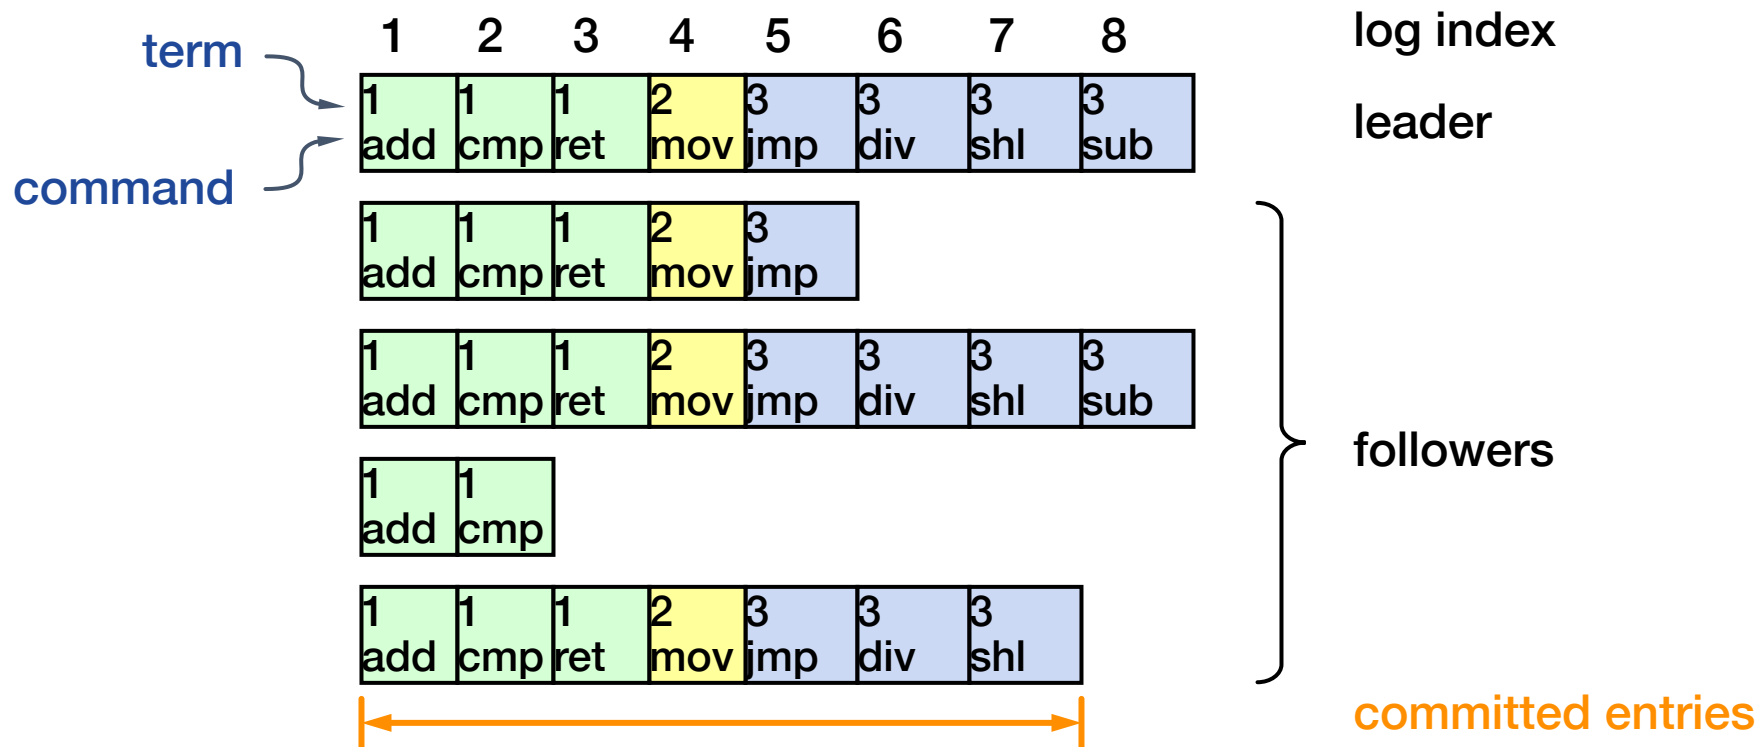 1 2 3 4 5 6 7 8 log index
term
1 1 1 2 3 3 3 3
leader
add cmp ret mov jmp div shl sub
command
1 1 1 2 3
add cmp ret mov jmp
1 1 1 2 3 3 3 3
add cmp ret mov jmp div shl sub
followers
1 1
add cmp
1 1 1 2 3 3 3
add cmp ret mov jmp div shl
committed entries